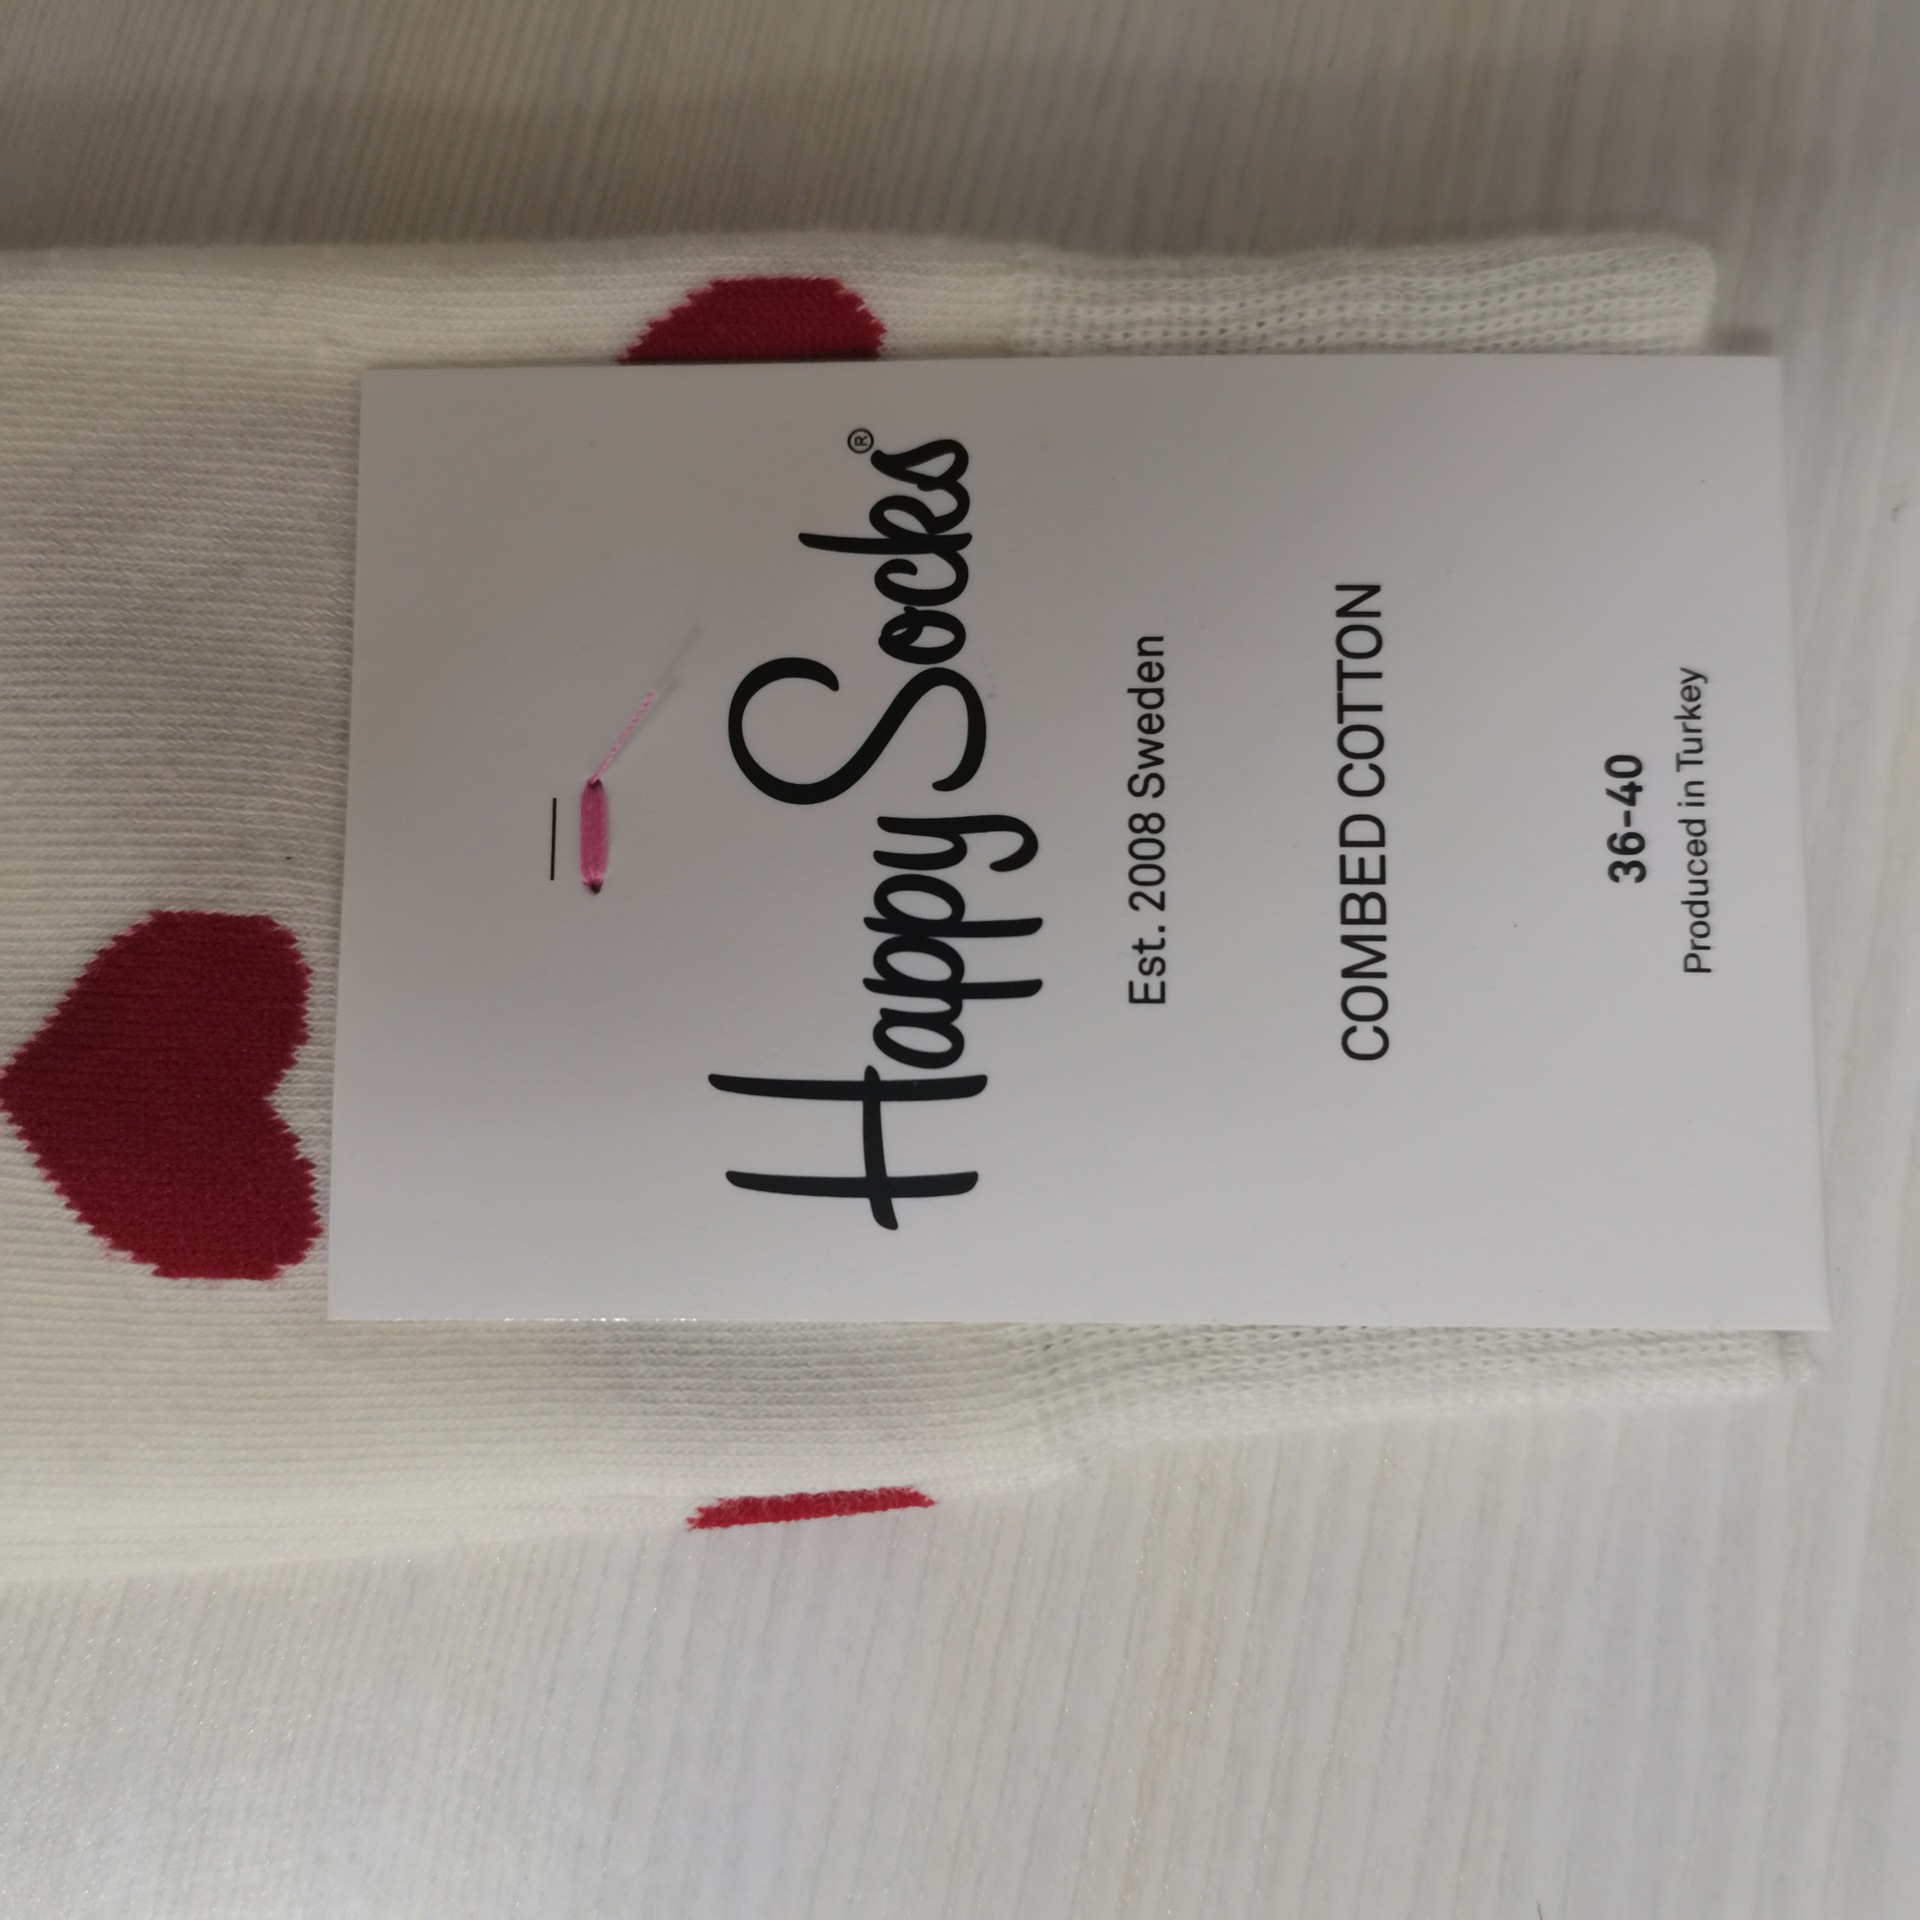 Happy Socks®
Est. 2008 Sweden
COMBED COTTON
36-40
Produced in Turkey